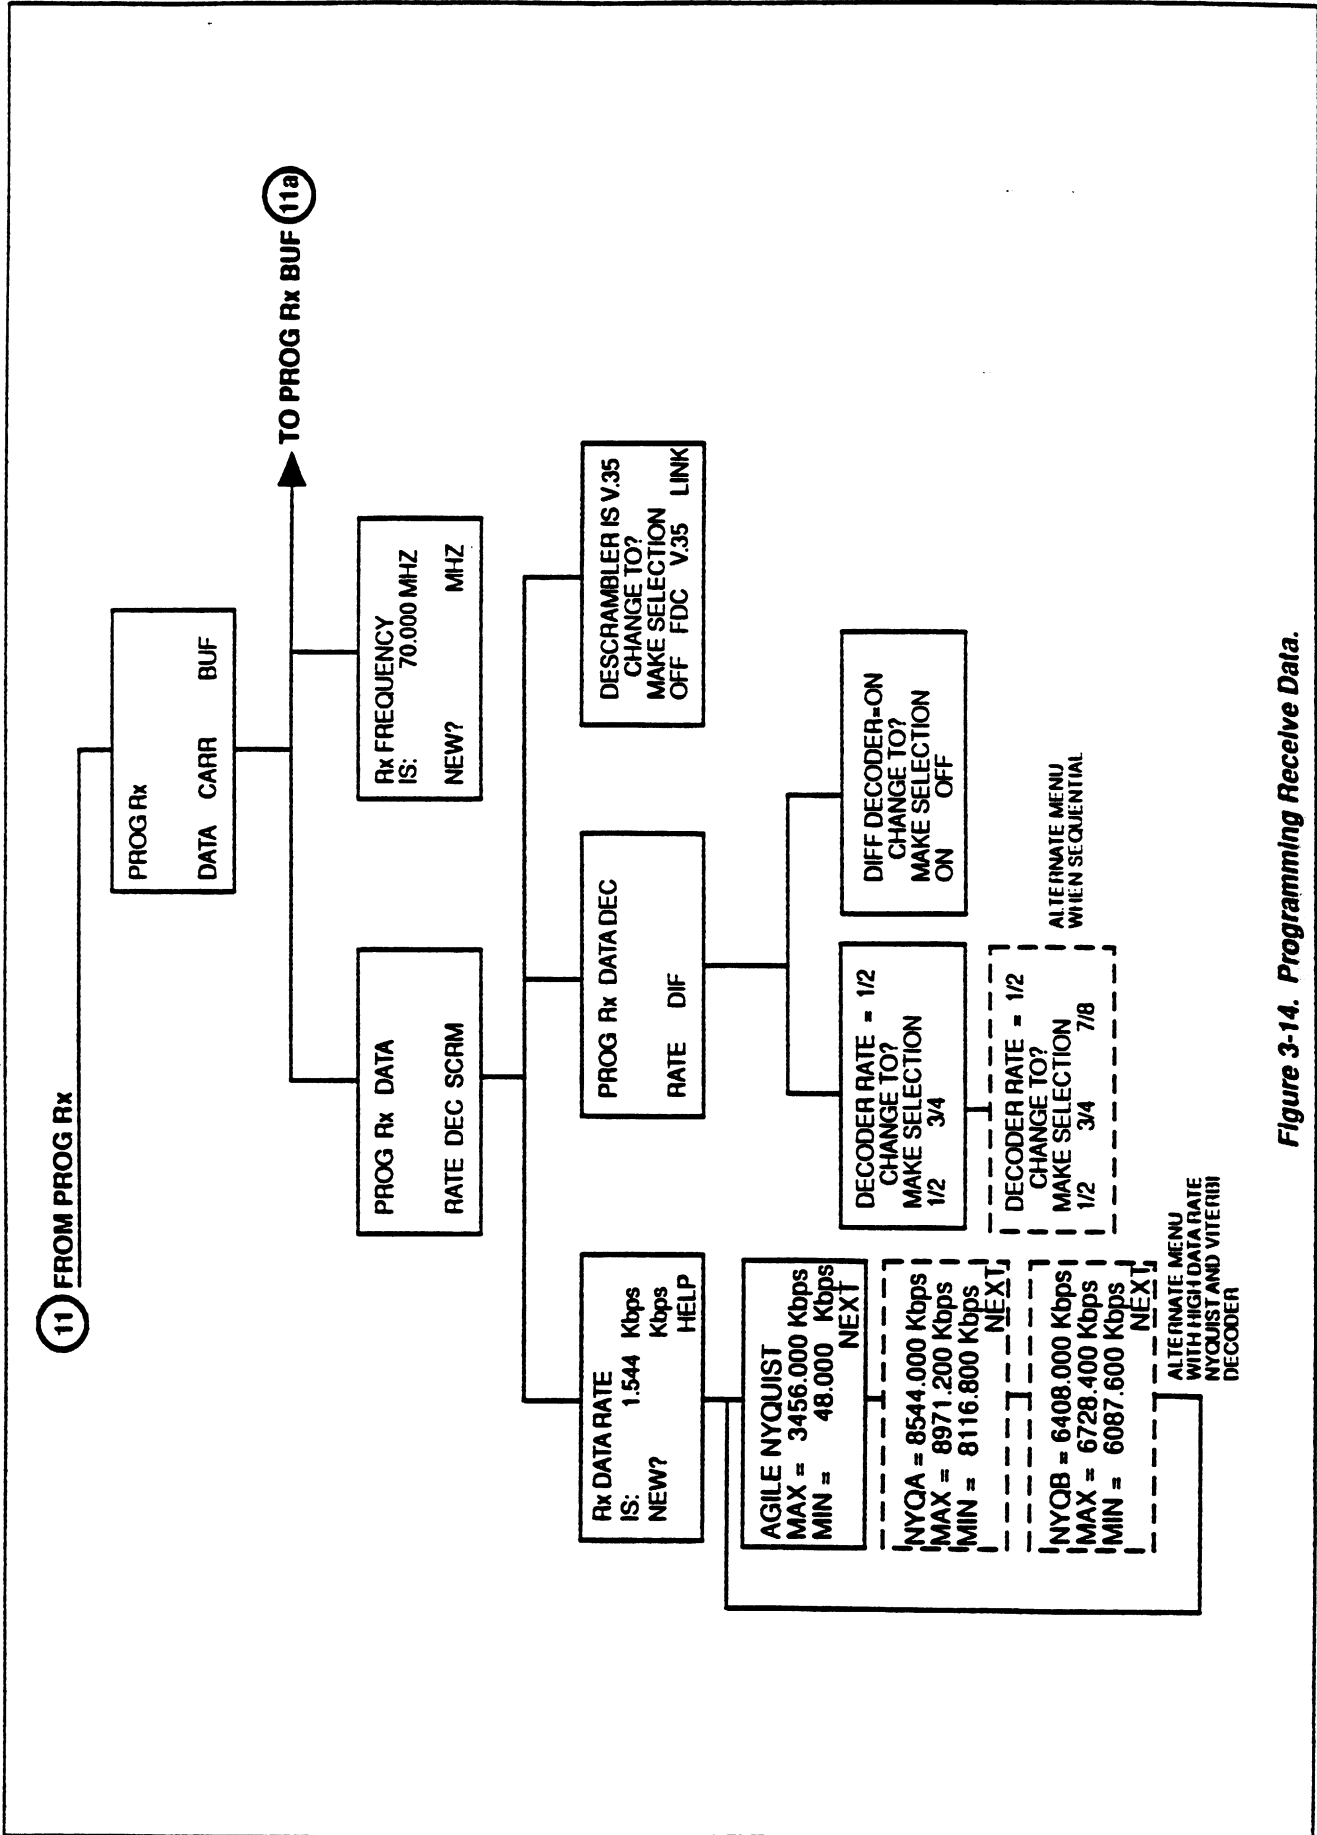 11 FROM PROG Rx
PROG Rx
DATA CARR BUF
TO PROG Rx BUF 11a
PROG Rx DATA
RATE DEC SCRM
Rx FREQUENCY
IS: 70.000 MHZ
NEW? MHZ
Rx DATA RATE
IS: 1.544 Kbps
NEW? Kbps
HELP
PROG Rx DATA DEC
RATE DIF
DESCRAMBLER IS V.35
CHANGE TO?
MAKE SELECTION
OFF FDC V.35 LINK
AGILE NYQUIST
MAX = 3456.000 Kbps
MIN = 48.000 Kbps
NEXT
NYQA = 8544.000 Kbps
MAX = 8971.200 Kbps
MIN = 8116.800 Kbps
NEXT
NYQB = 6408.000 Kbps
MAX = 6728.400 Kbps
MIN = 6087.600 Kbps
NEXT
ALTERNATE MENU
WITH HIGH DATA RATE
NYQUIST AND VITERBI
DECODER
DECODER RATE = 1/2
CHANGE TO?
MAKE SELECTION
1/2 3/4
DECODER RATE = 1/2
CHANGE TO?
MAKE SELECTION
1/2 3/4 7/8
ALTERNATE MENU
WHEN SEQUENTIAL
DIFF DECODER=ON
CHANGE TO?
MAKE SELECTION
ON OFF
Figure 3-14. Programming Receive Data.